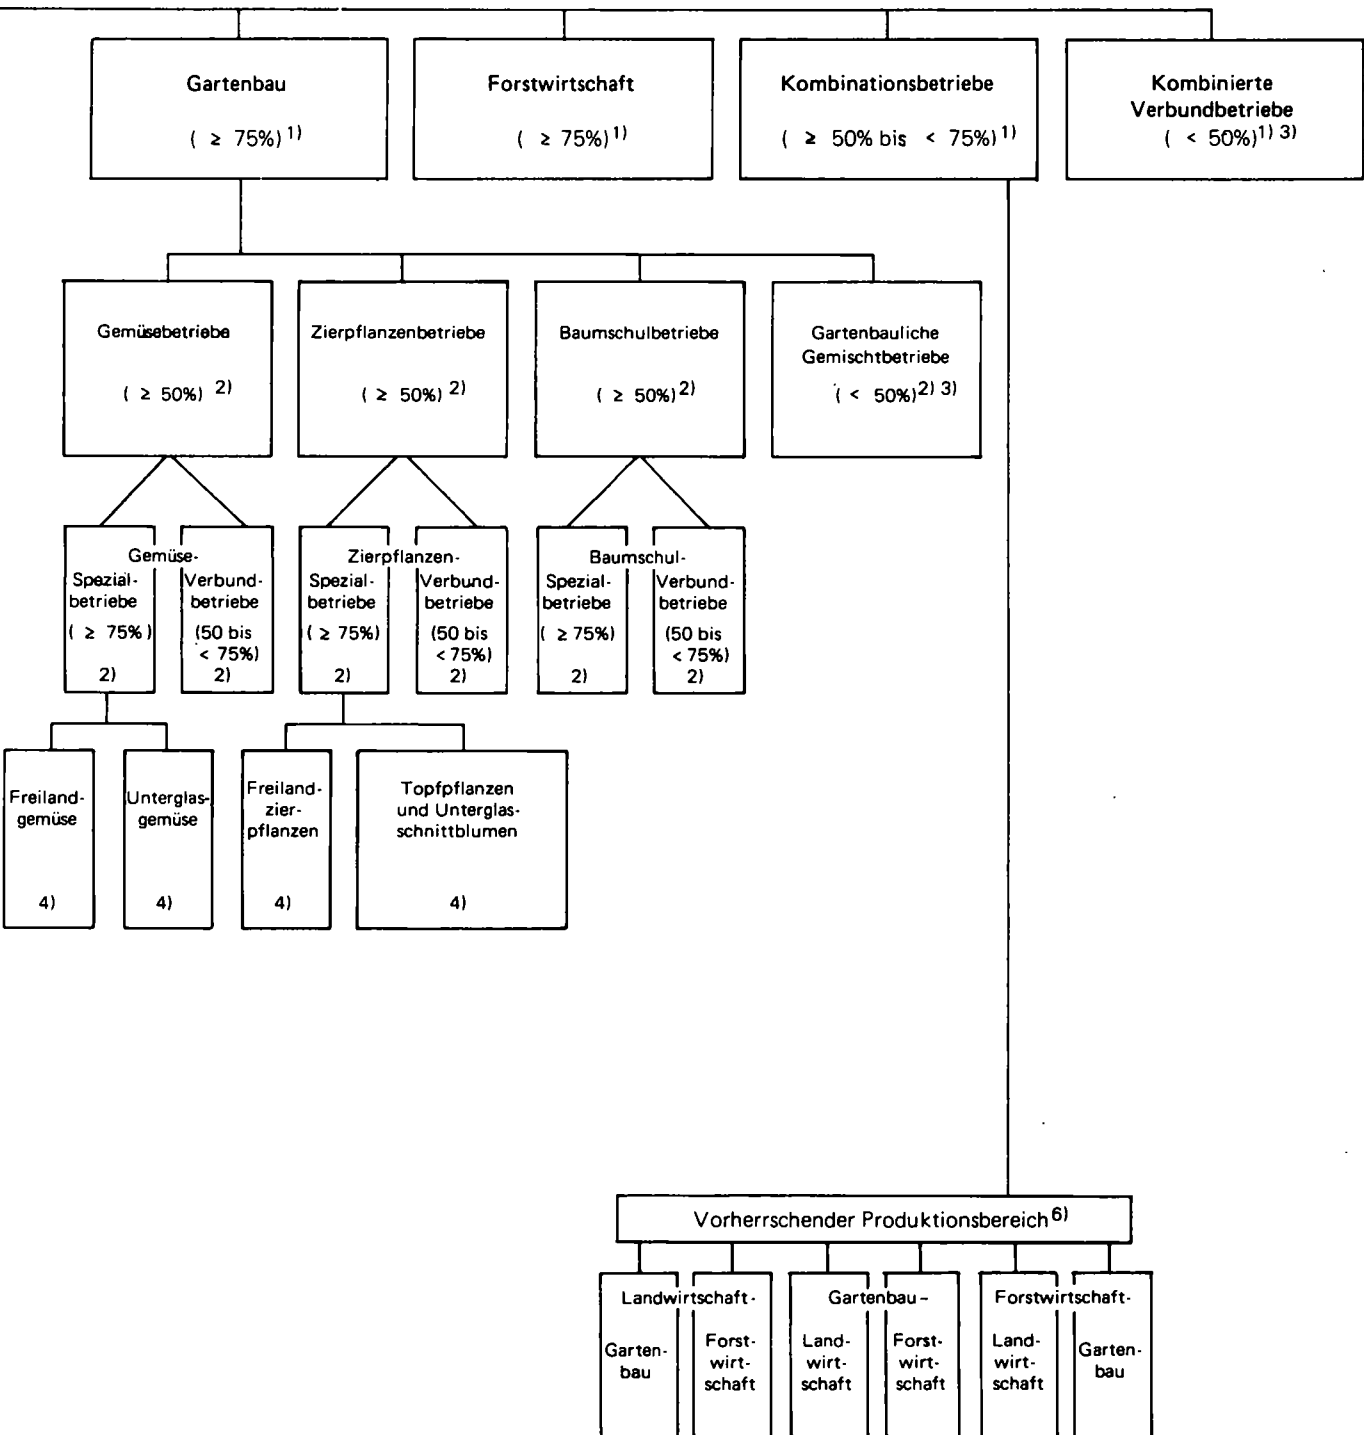 Gartenbau
( ≥ 75%)1)
Forstwirtschaft
( ≥ 75%)1)
Kombinationsbetriebe
( ≥ 50% bis < 75%)1)
Kombinierte
Verbundbetriebe
( < 50%)1) 3)
Gemüsebetriebe
( ≥ 50%) 2)
Zierpflanzenbetriebe
( ≥ 50%)2)
Baumschulbetriebe
( ≥ 50%)2)
Gartenbauliche
Gemischtbetriebe
( < 50%)2) 3)
Gemüse-
Spezial-
betriebe
( ≥ 75%)
2)
Verbund-
betriebe
(50 bis
< 75%)
2)
Zierpflanzen-
Spezial-
betriebe
( ≥ 75%)
2)
Verbund-
betriebe
(50 bis
< 75%)
2)
Baumschul-
Spezial-
betriebe
( ≥ 75%)
2)
Verbund-
betriebe
(50 bis
< 75%)
2)
Freiland-
gemüse
4)
Unterglas-
gemüse
4)
Freiland-
zier-
pflanzen
4)
Topfpflanzen
und Unterglas-
schnittblumen
4)
Vorherrschender Produktionsbereich6)
Landwirtschaft-
Garten-
bau
Forst-
wirt-
schaft
Gartenbau-
Land-
wirt-
schaft
Forst-
wirt-
schaft
Forstwirtschaft-
Land-
wirt-
schaft
Garten-
bau